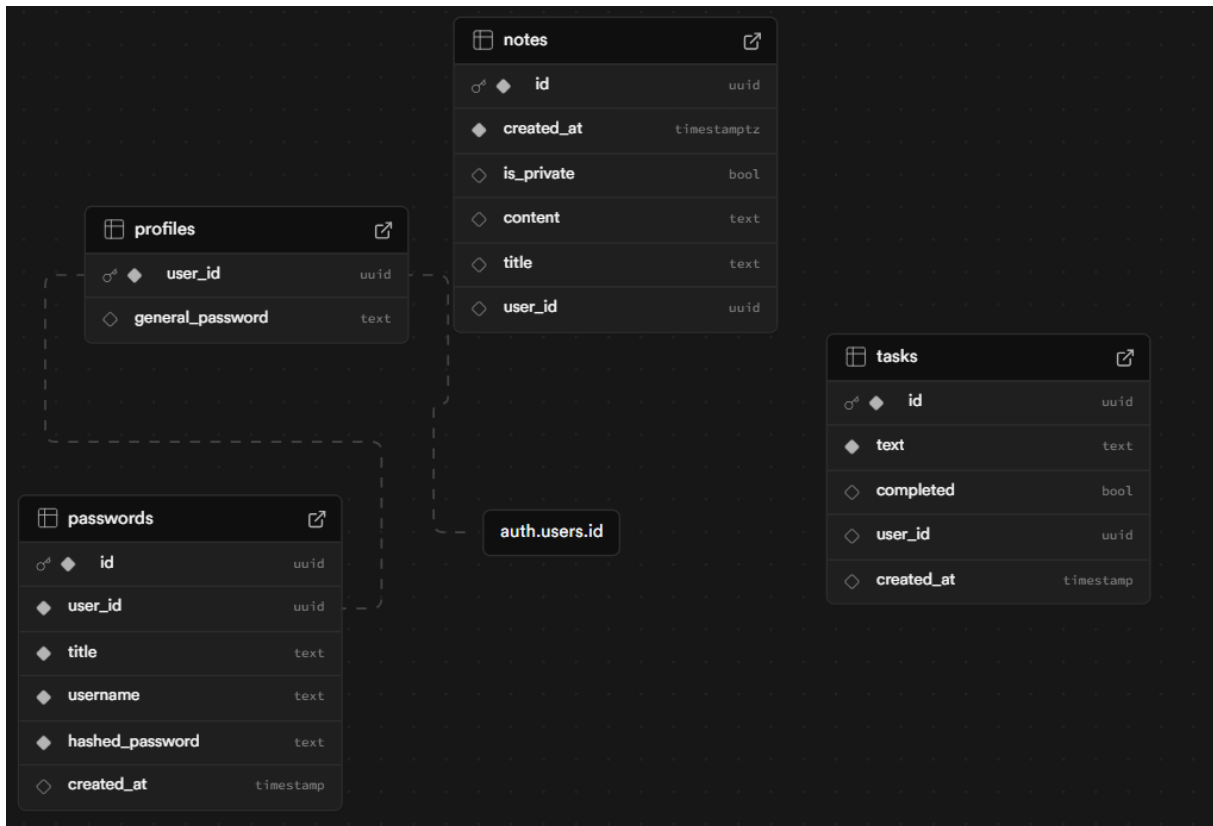 notes
id uuid
created_at timestamptz
is_private bool
content text
title text
user_id uuid
profiles
user_id uuid
general_password text
tasks
id uuid
text text
completed bool
user_id uuid
created_at timestamp
passwords
id uuid
user_id uuid
title text
username text
hashed_password text
created_at timestamp
auth.users.id